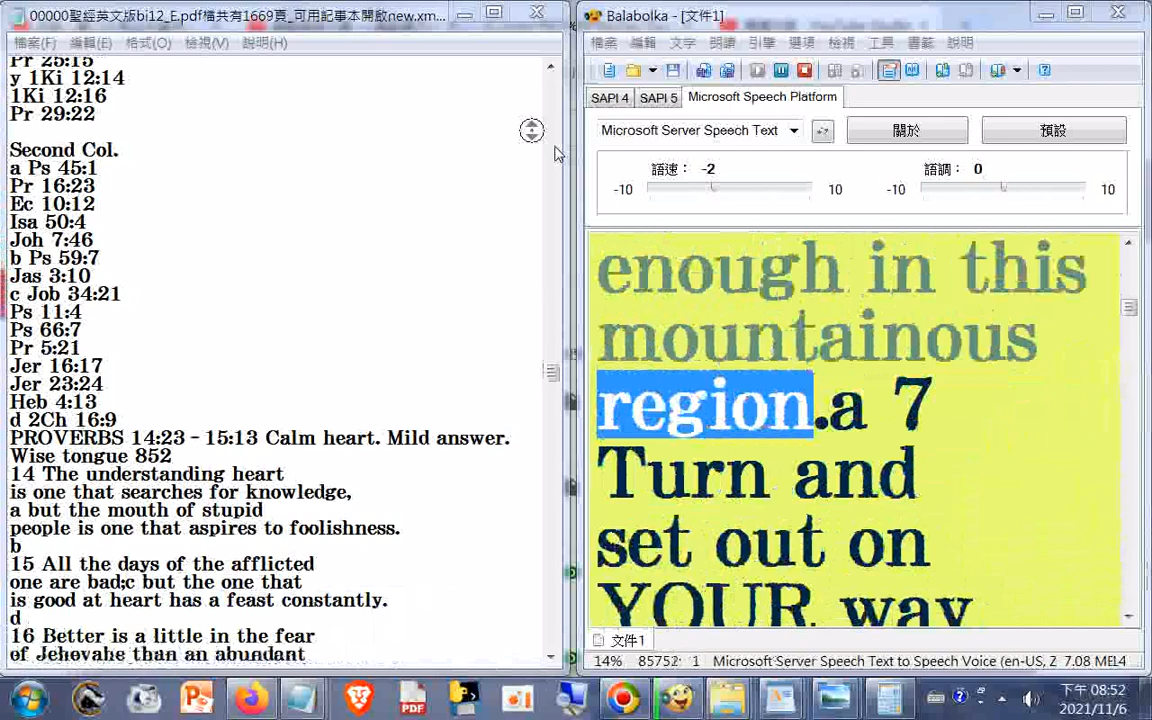 00000聖經英文版bi12_E.pdf檔共有1669頁_可用記事本開啟new.xm...
檔案(F) 編輯(E) 格式(O) 檢視(V) 說明(H)
Pr 25:15
y 1Ki 12:14
1Ki 12:16
Pr 29:22
Second Col.
a Ps 45:1
Pr 16:23
Ec 10:12
Isa 50:4
Joh 7:46
b Ps 59:7
Jas 3:10
c Job 34:21
Ps 11:4
Ps 66:7
Pr 5:21
Jer 16:17
Jer 23:24
Heb 4:13
d 2Ch 16:9
PROVERBS 14:23–15:13 Calm heart. Mild answer.
Wise tongue 852
14 The understanding heart
is one that searches for knowledge,
a but the mouth of stupid
people is one that aspires to foolishness.
b
15 All the days of the afflicted
one are bad;c but the one that
is good at heart has a feast constantly.
d
16 Better is a little in the fear
of Jehovahe than an abundant
Balabolka - [文件1]
檔案 編輯 文字 朗讀 引擎 選項 檢視 工具 書籤 說明
SAPI 4 SAPI 5 Microsoft Speech Platform
Microsoft Server Speech Text 關於 預設
語速： -2 語調： 0
-10 10 -10 10
enough in this
mountainous
region.a 7
Turn and
set out on
YOUR way
文件1
14% 85752: 1 Microsoft Server Speech Text to Speech Voice (en-US, 2 7.08 ME14
下午 08:52
2021/11/6